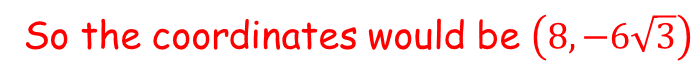 So the coordinates would be (8, −6√3)